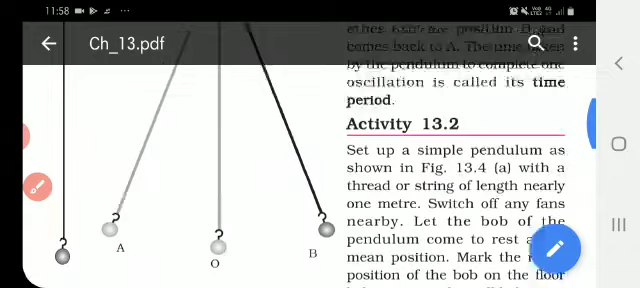 11:58
Ch_13.pdf
comes back to A. The time taken
by the pendulum to complete one
oscillation is called its time
period.
Activity 13.2
Set up a simple pendulum as
shown in Fig. 13.4 (a) with a
thread or string of length nearly
one metre. Switch off any fans
nearby. Let the bob of the
pendulum come to rest
mean position. Mark the
position of the bob on the floor
A
O
B